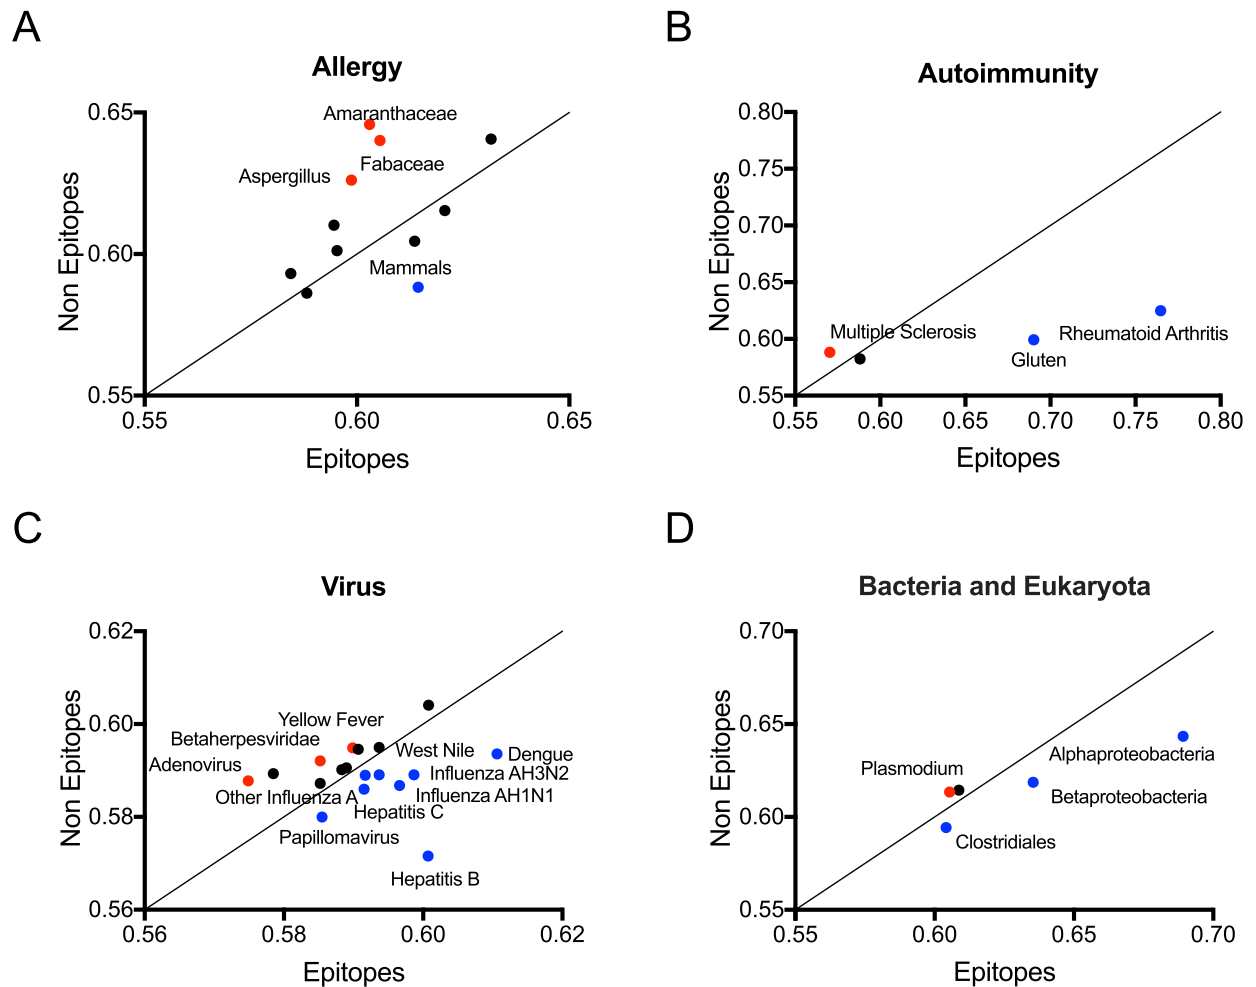 A
Allergy
0.65
0.60
0.55
Non Epitopes
Amaranthaceae
Fabaceae
Aspergillus
Mammals
0.55 0.60 0.65
Epitopes
B
Autoimmunity
0.80
0.75
0.70
0.65
0.60
0.55
Non Epitopes
Multiple Sclerosis
Rheumatoid Arthritis
Gluten
0.55 0.60 0.65 0.70 0.75 0.80
Epitopes
C
Virus
0.62
0.60
0.58
0.56
Non Epitopes
Yellow Fever
Betaherpesviridae
West Nile
Dengue
Adenovirus
Influenza AH3N2
Other Influenza A
Influenza AH1N1
Hepatitis C
Papillomavirus
Hepatitis B
0.56 0.58 0.60 0.62
Epitopes
D
Bacteria and Eukaryota
0.70
0.65
0.60
0.55
Non Epitopes
Alphaproteobacteria
Plasmodium
Betaproteobacteria
Clostridiales
0.55 0.60 0.65 0.70
Epitopes